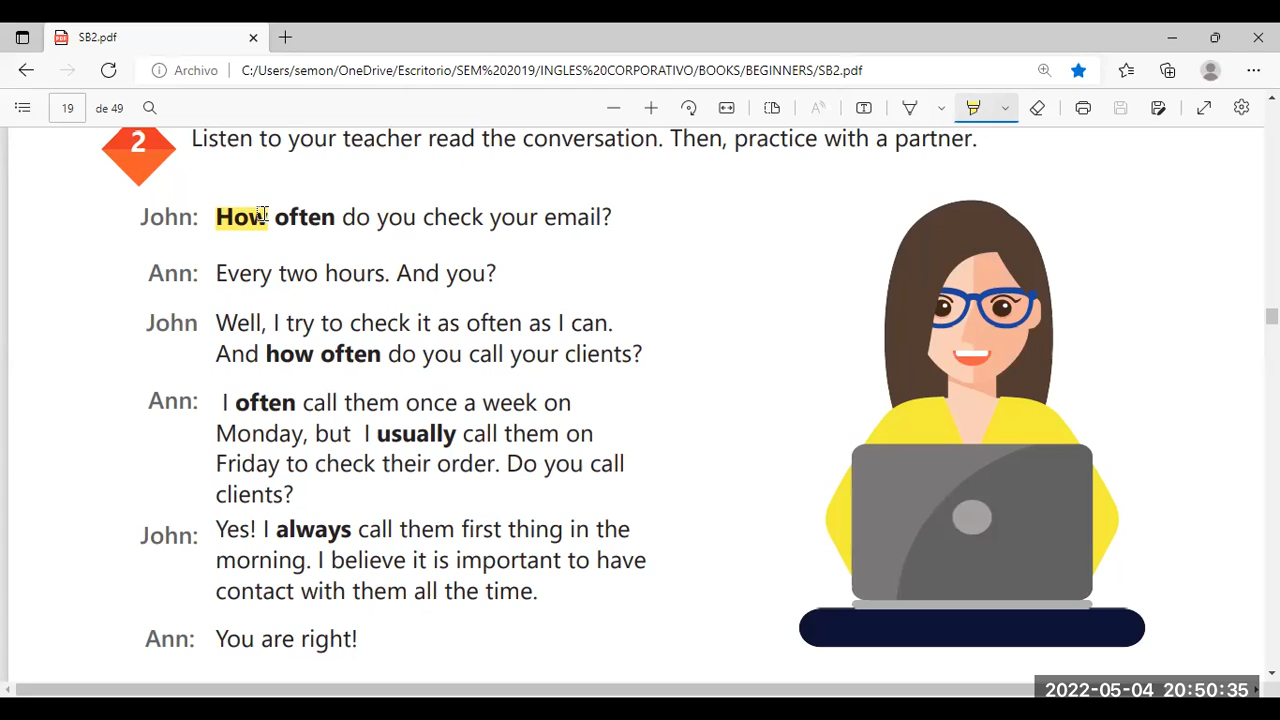 SB2.pdf
Archivo C:/Users/semon/OneDrive/Escritorio/SEM%202019/INGLES%20CORPORATIVO/BOOKS/BEGINNERS/SB2.pdf
19 de 49
2 Listen to your teacher read the conversation. Then, practice with a partner.
John: How often do you check your email?
Ann: Every two hours. And you?
John Well, I try to check it as often as I can.
And how often do you call your clients?
Ann: I often call them once a week on
Monday, but I usually call them on
Friday to check their order. Do you call
clients?
John: Yes! I always call them first thing in the
morning. I believe it is important to have
contact with them all the time.
Ann: You are right!
2022-05-04 20:50:35